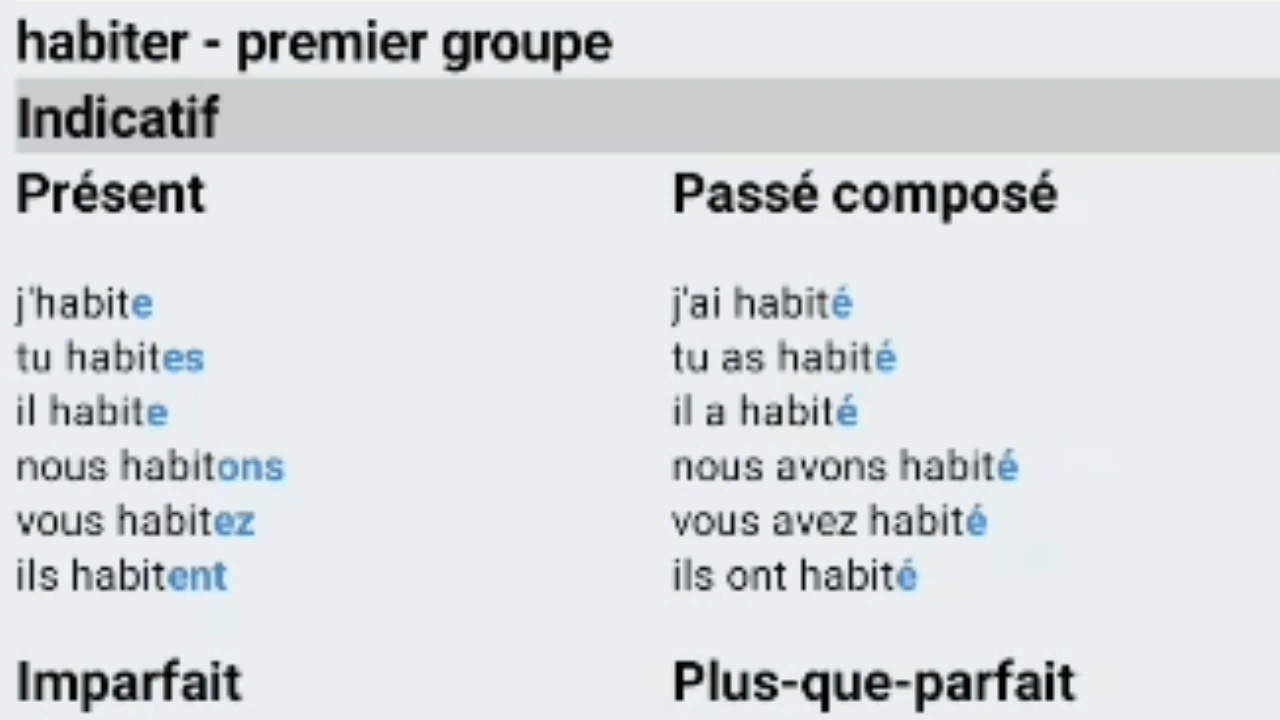 habiter - premier groupe
Indicatif
Présent
j'habite
tu habites
il habite
nous habitons
vous habitez
ils habitent
Passé composé
j'ai habité
tu as habité
il a habité
nous avons habité
vous avez habité
ils ont habité
Imparfait
Plus-que-parfait